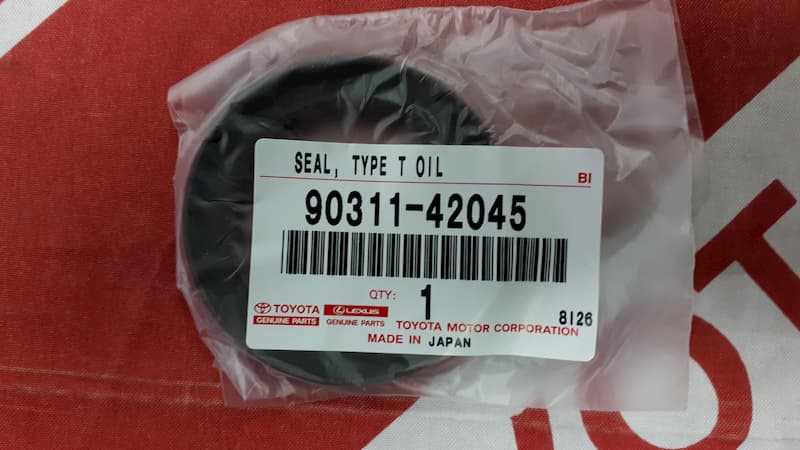 SEAL, TYPE T OIL
BI
90311-42045
QTY: 1
TOYOTA LEXUS
GENUINE PARTS GENUINE PARTS
8126
TOYOTA MOTOR CORPORATION
MADE IN JAPAN